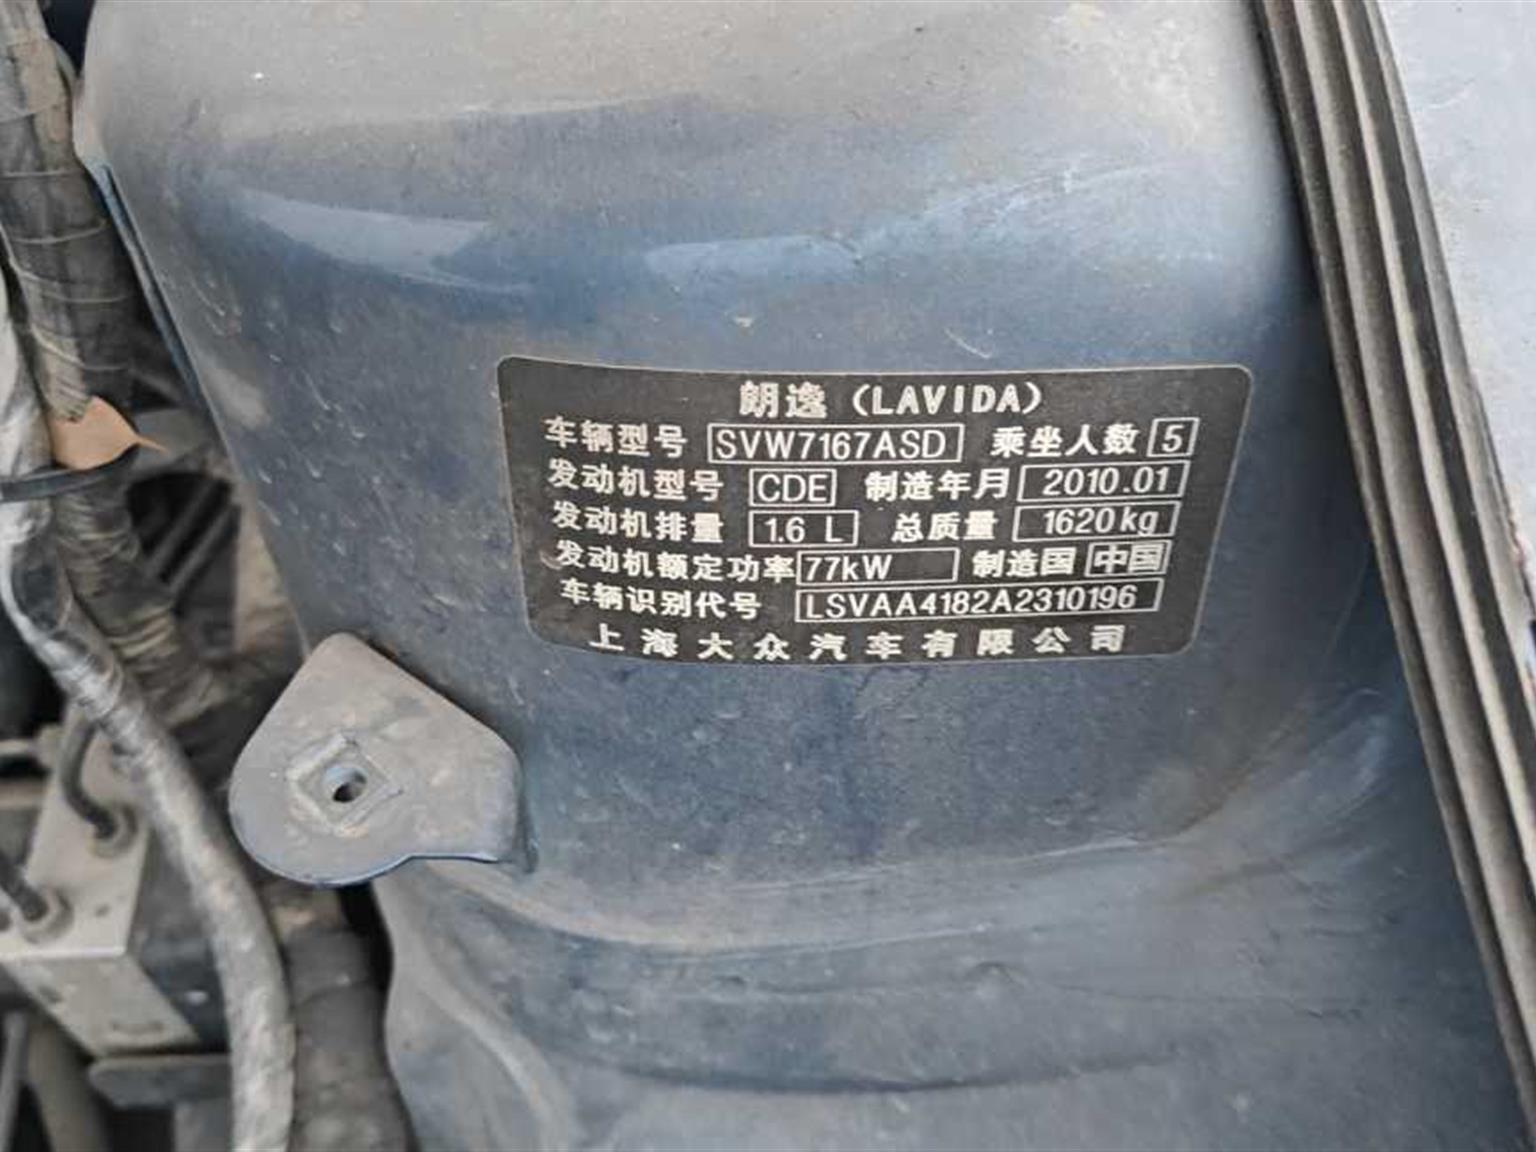 朗逸（LAVIDA）
车辆型号 SVW7167ASD 乘坐人数 5
发动机型号 CDE 制造年月 2010.01
发动机排量 1.6 L 总质量 1620kg
发动机额定功率 77kW 制造国 中国
车辆识别代号 LSVAA4182A2310196
上海大众汽车有限公司